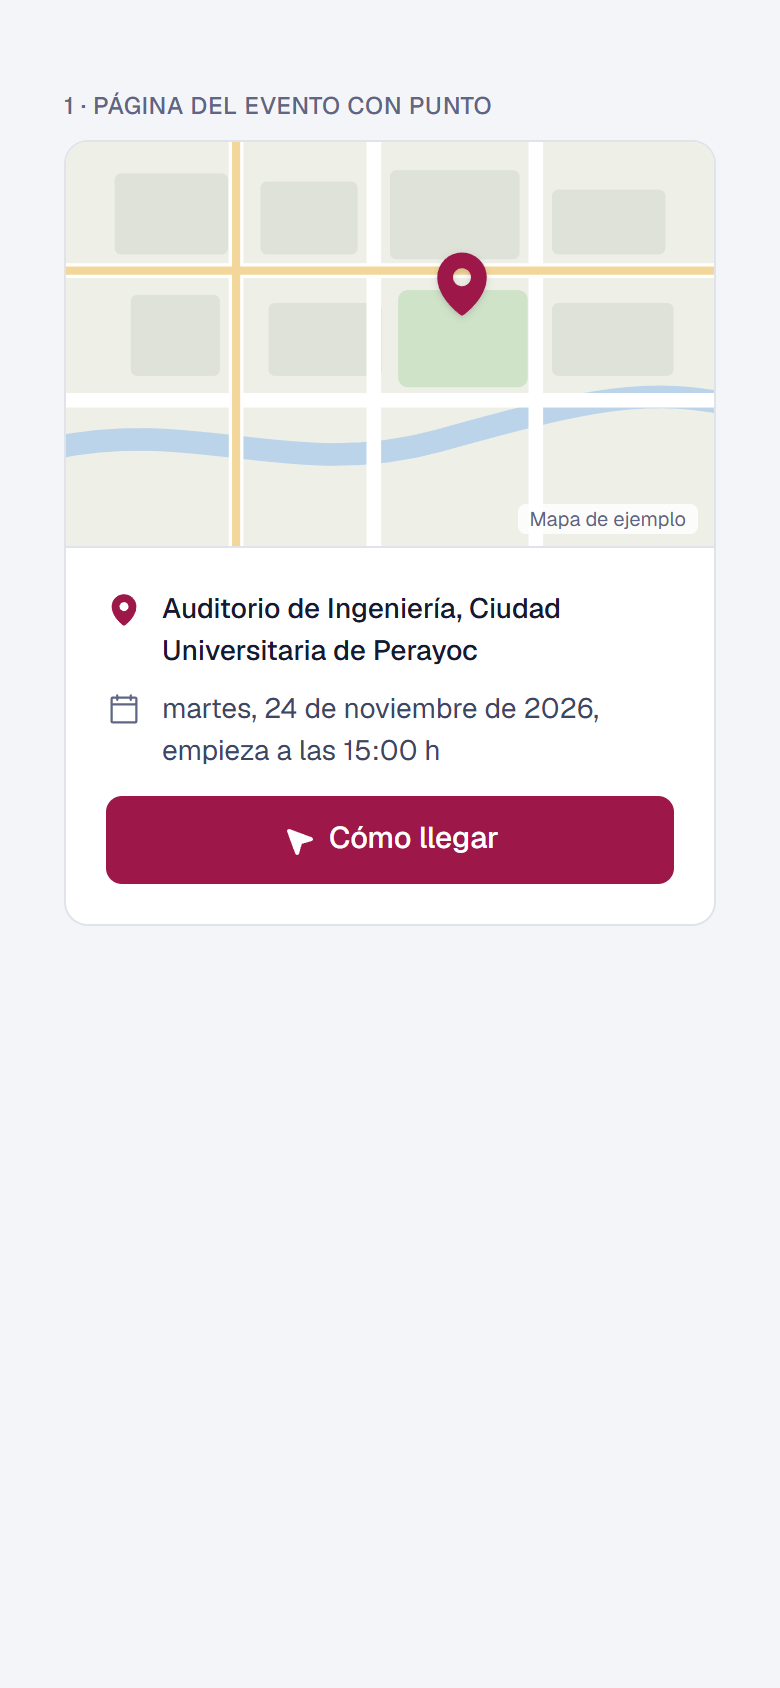 1 · PÁGINA DEL EVENTO CON PUNTO
Mapa de ejemplo
Auditorio de Ingeniería, Ciudad
Universitaria de Perayoc
martes, 24 de noviembre de 2026,
empieza a las 15:00 h
Cómo llegar